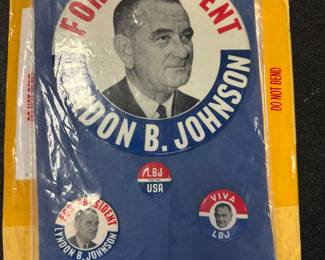 FOR PRESIDENT
LYNDON B. JOHNSON
DO NOT BEND
DO NOT BEND
LBJ
USA
FOR PRESIDENT
LYNDON B. JOHNSON
VIVA
LBJ